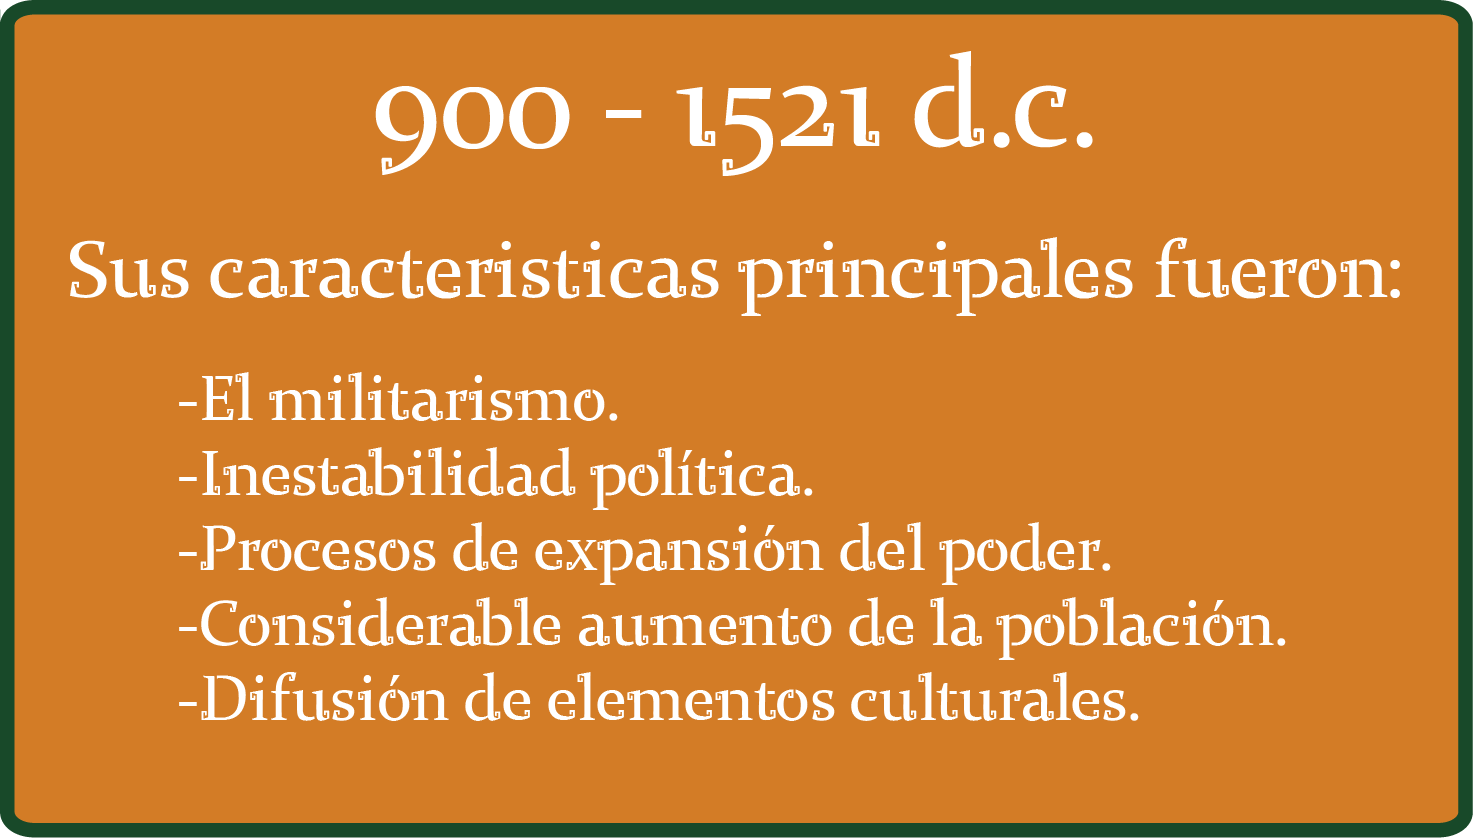 900 - 1521 d.c.
Sus caracteristicas principales fueron:
-El militarismo.
-Inestabilidad política.
-Procesos de expansión del poder.
-Considerable aumento de la población.
-Difusión de elementos culturales.